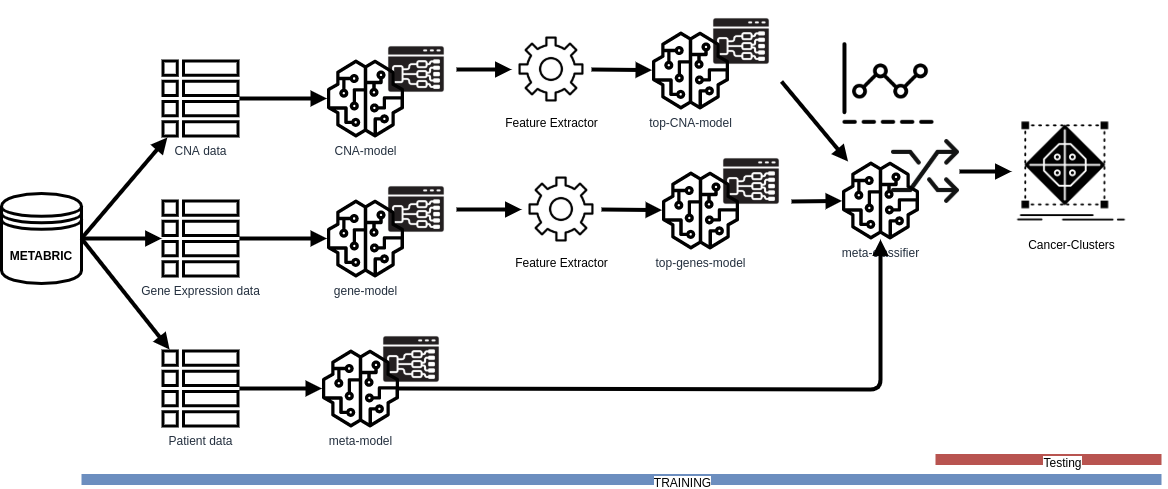 CNA data
CNA-model
Feature Extractor
top-CNA-model
METABRIC
Gene Expression data
gene-model
Feature Extractor
top-genes-model
meta-classifier
Cancer-Clusters
Patient data
meta-model
Testing
TRAINING